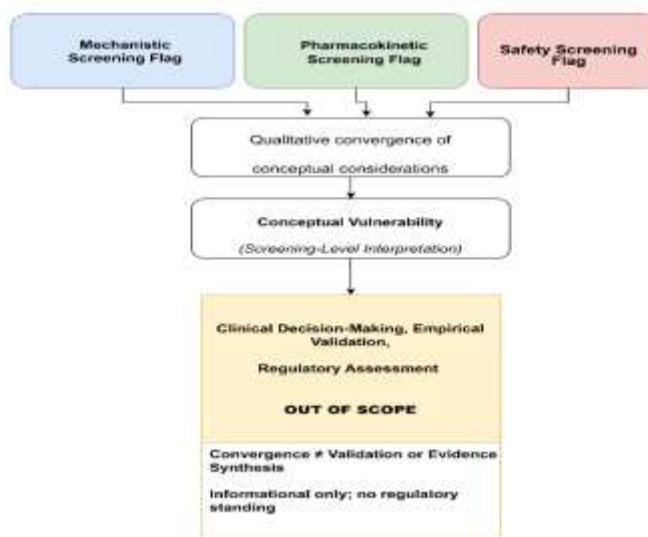 Mechanistic
Screening Flag
Pharmacokinetic
Screening Flag
Safety Screening
Flag
Qualitative convergence of
conceptual considerations
Conceptual Vulnerability
(Screening-Level Interpretation)
Clinical Decision-Making, Empirical
Validation,
Regulatory Assessment
OUT OF SCOPE
Convergence ≠ Validation or Evidence
Synthesis
Informational only; no regulatory
standing